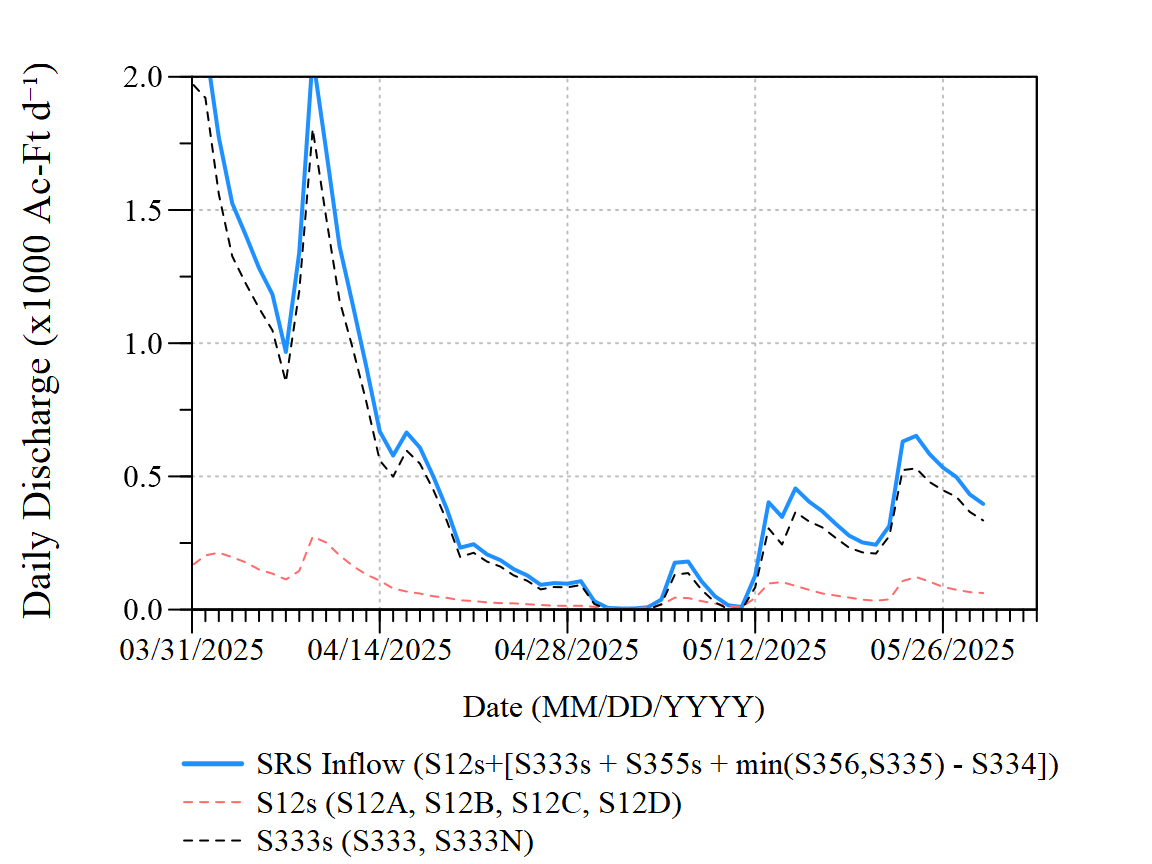 Daily Discharge (x1000 Ac-Ft d⁻¹)
2.0
1.5
1.0
0.5
0.0
03/31/2025 04/14/2025 04/28/2025 05/12/2025 05/26/2025
Date (MM/DD/YYYY)
SRS Inflow (S12s+[S333s + S355s + min(S356,S335) - S334])
S12s (S12A, S12B, S12C, S12D)
S333s (S333, S333N)